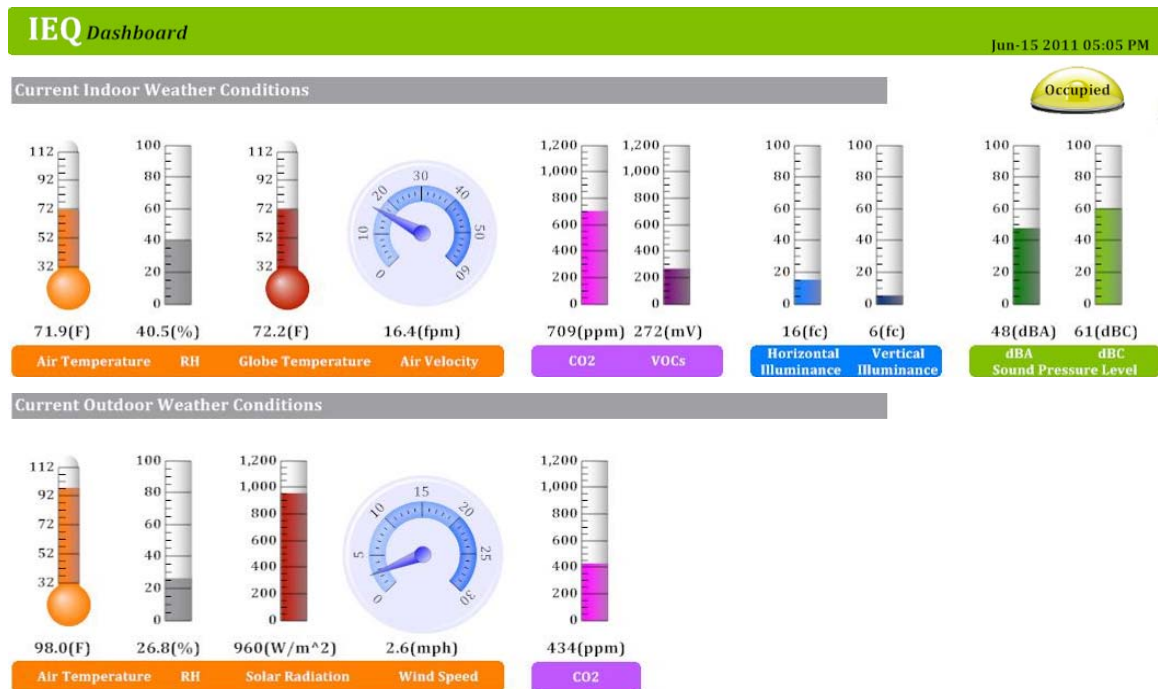 IEQ Dashboard
Jun-15 2011 05:05 PM
Current Indoor Weather Conditions
Occupied
112 92 72 52 32
100 80 60 40 20 0
112 92 72 52 32
0 10 20 30 40 50 60
1,200 1,000 800 600 400 200 0
1,200 1,000 800 600 400 200 0
100 80 60 40 20 0
100 80 60 40 20 0
100 80 60 40 20 0
100 80 60 40 20 0
71.9(F) 40.5(%) 72.2(F) 16.4(fpm) 709(ppm) 272(mV) 16(fc) 6(fc) 48(dBA) 61(dBC)
Air Temperature RH Globe Temperature Air Velocity
CO2 VOCs
Horizontal Vertical
Illuminance Illuminance
dBA dBC
Sound Pressure Level
Current Outdoor Weather Conditions
112 92 72 52 32
100 80 60 40 20 0
1,200 1,000 800 600 400 200 0
0 5 10 15 20 25 30
1,200 1,000 800 600 400 200 0
98.0(F) 26.8(%) 960(W/m^2) 2.6(mph) 434(ppm)
Air Temperature RH Solar Radiation Wind Speed
CO2